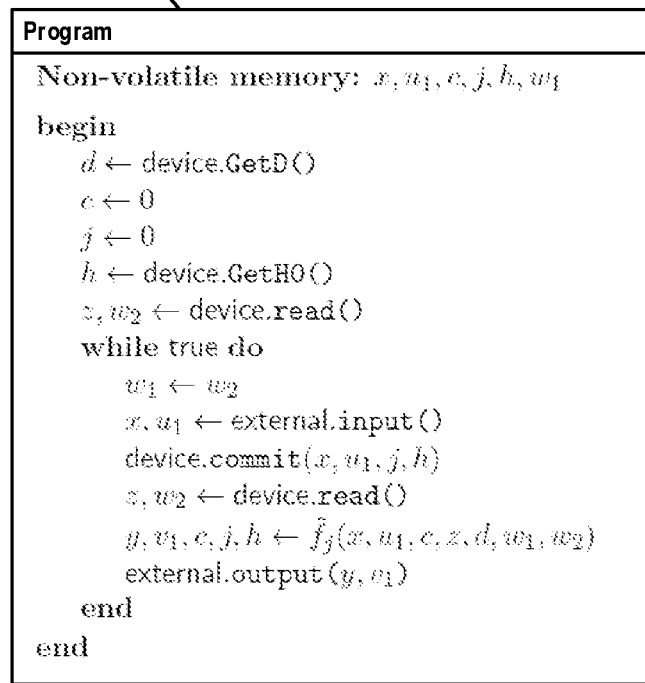 Program
Non-volatile memory: x, u₁, c, j, h, w₁
begin
d ← device.GetD()
c ← 0
j ← 0
h ← device.GetH0()
z, w₂ ← device.read()
while true do
w₁ ← w₂
x, u₁ ← external.input()
device.commit(x, u₁, j, h)
z, w₂ ← device.read()
y, v₁, c, j, h ← f̃ⱼ(x, u₁, c, z, d, w₁, w₂)
external.output(y, v₁)
end
end